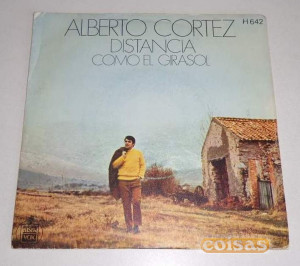 ALBERTO CORTEZ
H 642
DISTANCIA
COMO EL GIRASOL
coisas